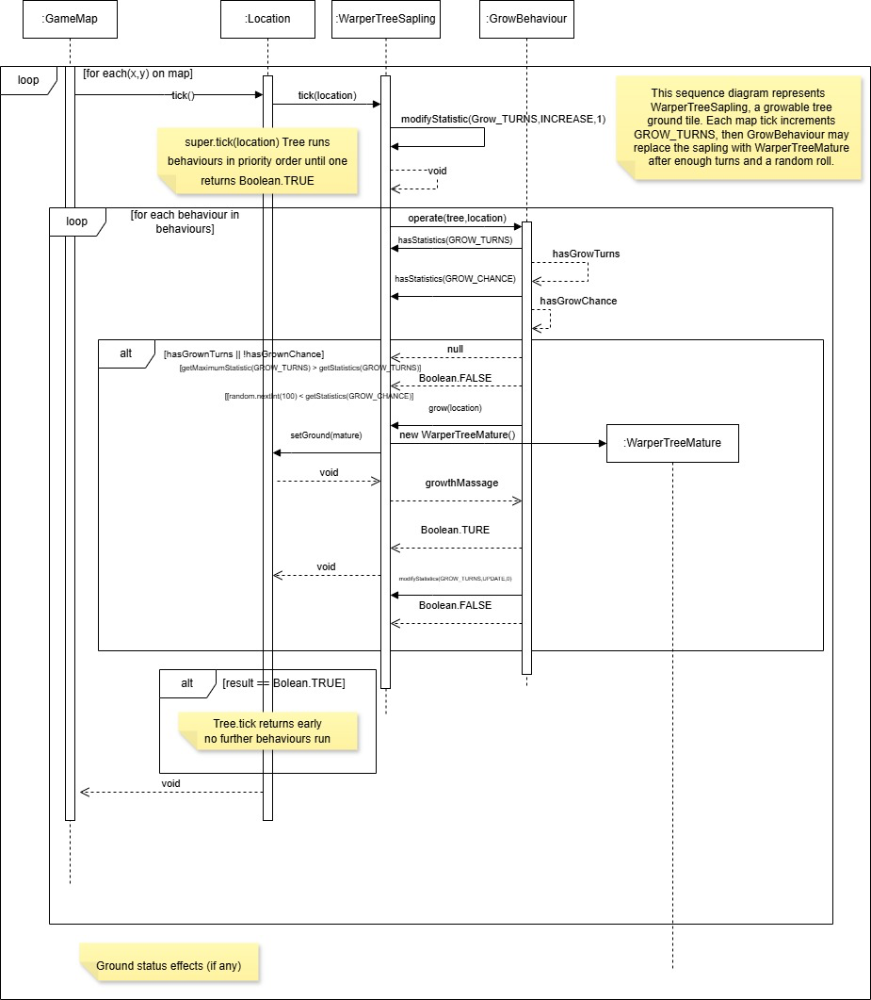 :GameMap
:Location
:WarperTreeSapling
:GrowBehaviour
loop
[for each(x,y) on map]
tick()
tick(location)
modifyStatistic(Grow_TURNS,INCREASE,1)
This sequence diagram represents
WarperTreeSapling, a growable tree
ground tile. Each map tick increments
GROW_TURNS, then GrowBehaviour may
replace the sapling with WarperTreeMature
after enough turns and a random roll.
super.tick(location) Tree runs
behaviours in priority order until one
returns Boolean.TRUE
void
loop
[for each behaviour in
behaviours]
operate(tree,location)
hasStatistics(GROW_TURNS)
hasGrowTurns
hasStatistics(GROW_CHANCE)
hasGrowChance
alt
[hasGrownTurns || !hasGrownChance]
null
[getMaximumStatistic(GROW_TURNS) > getStatistics(GROW_TURNS)]
Boolean.FALSE
[[random.nextInt(100) < getStatistics(GROW_CHANCE)]
grow(location)
setGround(mature)
new WarperTreeMature()
:WarperTreeMature
void
growthMassage
Boolean.TURE
void
modifyStatistics(GROW_TURNS,UPDATE,0)
Boolean.FALSE
alt
[result == Bolean.TRUE]
Tree.tick returns early
no further behaviours run
void
Ground status effects (if any)